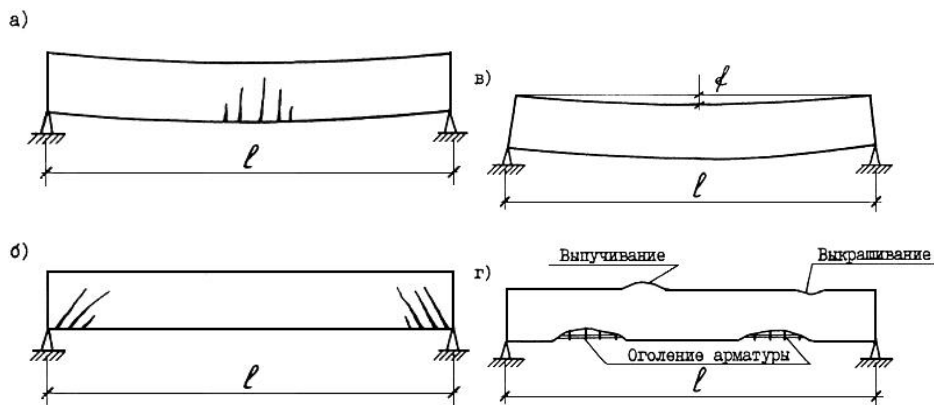 а)
ℓ
б)
ℓ
в)
f
ℓ
г)
Выпучивание
Выкрашивание
Оголение арматуры
ℓ